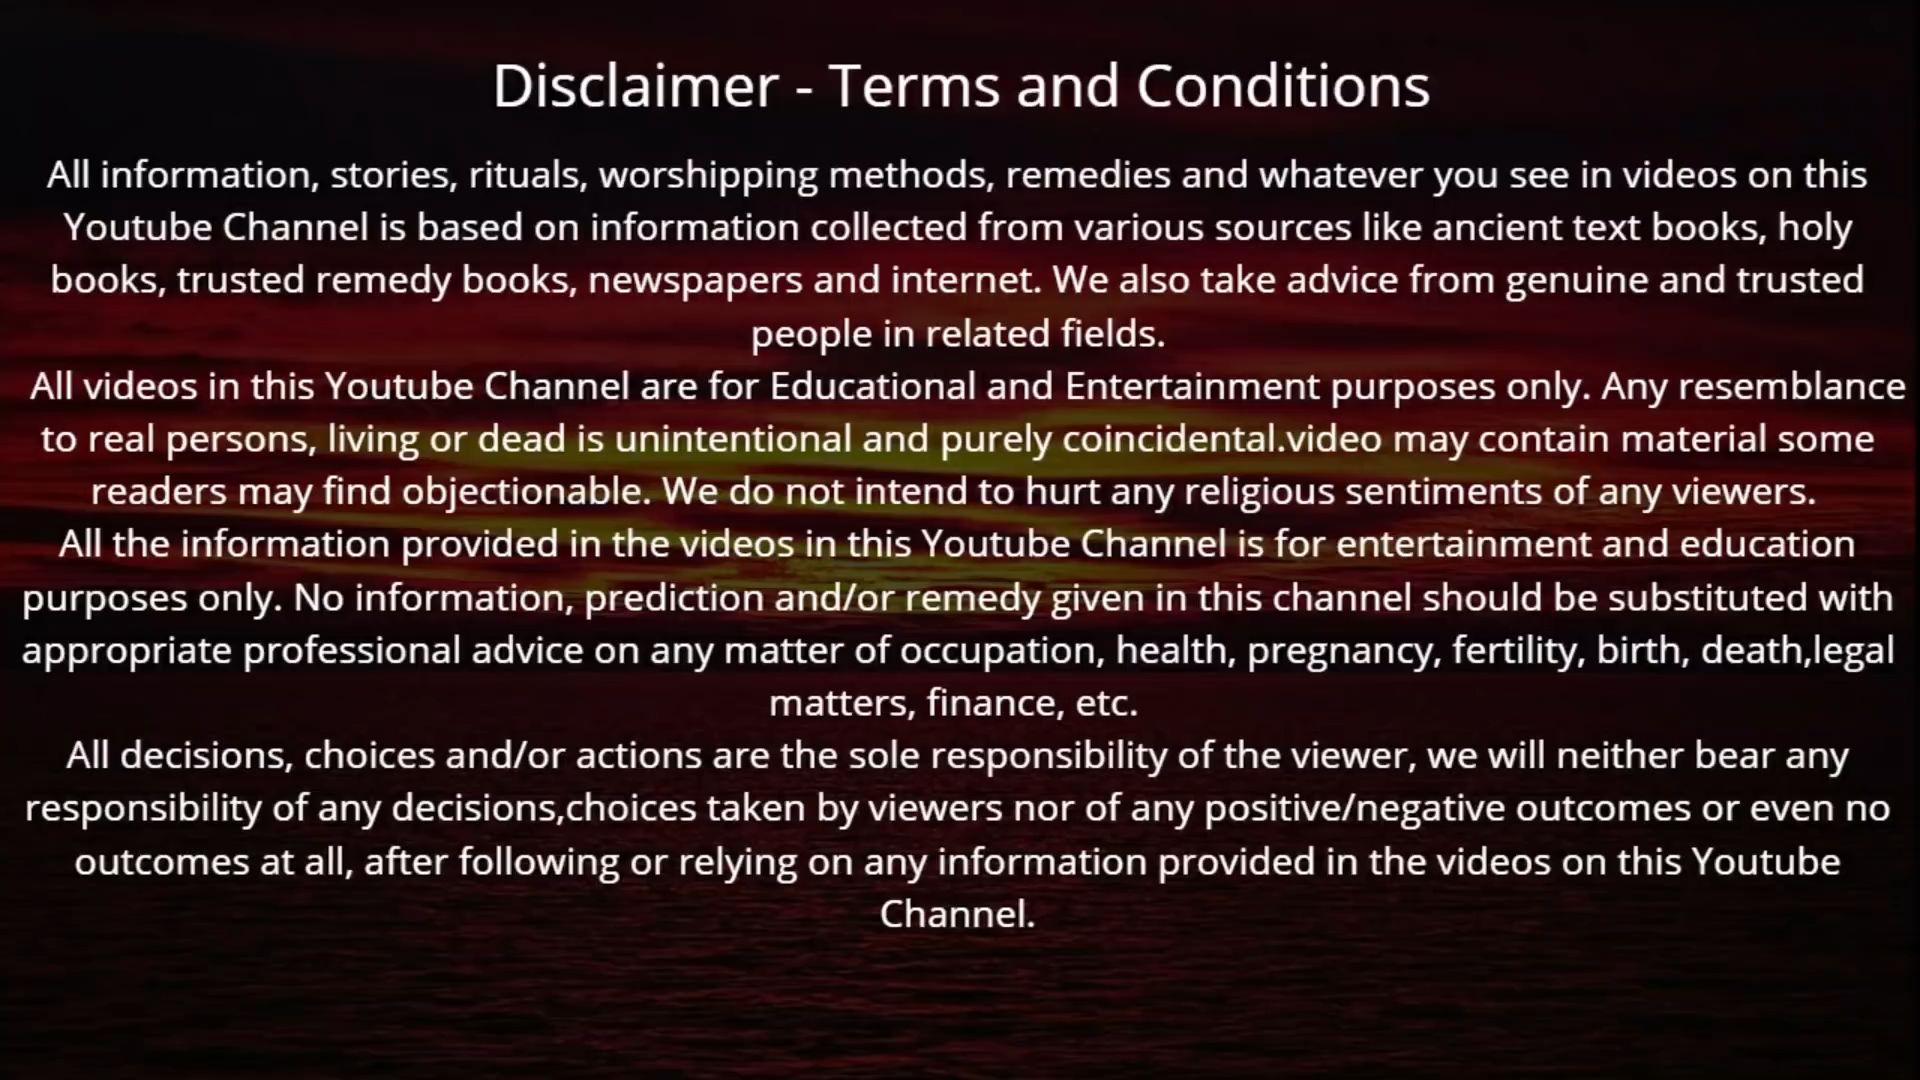 Disclaimer - Terms and Conditions
All information, stories, rituals, worshipping methods, remedies and whatever you see in videos on this
Youtube Channel is based on information collected from various sources like ancient text books, holy
books, trusted remedy books, newspapers and internet. We also take advice from genuine and trusted
people in related fields.
All videos in this Youtube Channel are for Educational and Entertainment purposes only. Any resemblance
to real persons, living or dead is unintentional and purely coincidental.video may contain material some
readers may find objectionable. We do not intend to hurt any religious sentiments of any viewers.
All the information provided in the videos in this Youtube Channel is for entertainment and education
purposes only. No information, prediction and/or remedy given in this channel should be substituted with
appropriate professional advice on any matter of occupation, health, pregnancy, fertility, birth, death,legal
matters, finance, etc.
All decisions, choices and/or actions are the sole responsibility of the viewer, we will neither bear any
responsibility of any decisions,choices taken by viewers nor of any positive/negative outcomes or even no
outcomes at all, after following or relying on any information provided in the videos on this Youtube
Channel.